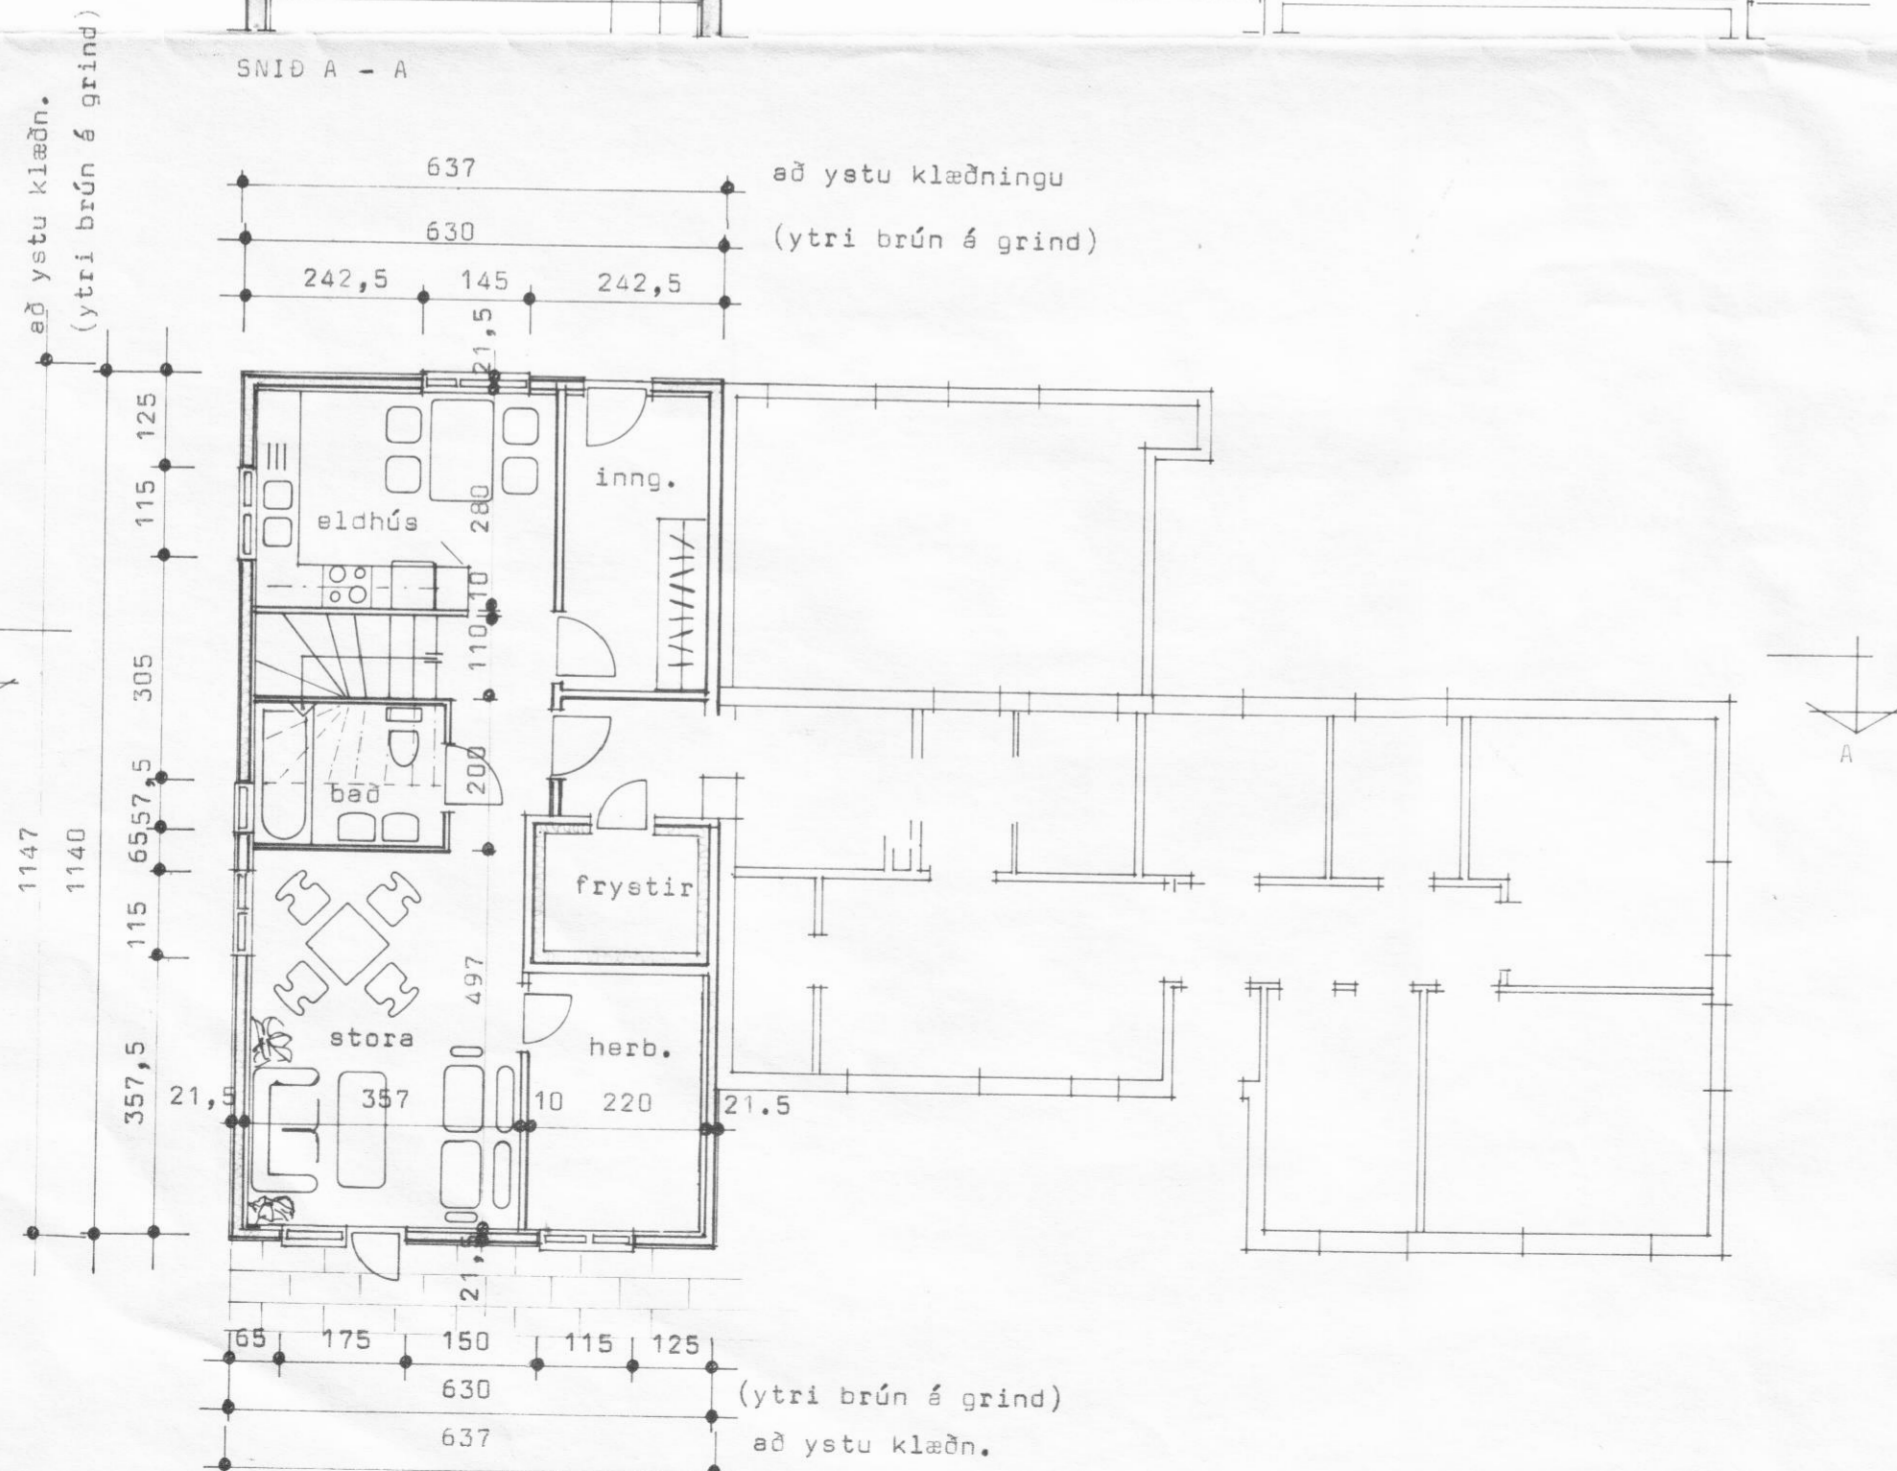 SNIÐ A - A
að ystu klæðn.
(ytri brún á grind)
637
að ystu klæðningu
630
(ytri brún á grind)
242,5
145
242,5
21,5
125
115
305
57,5
65
115
357,5
1147
1140
inng.
eldhús
280
10
110
200
bað
frystir
497
stora
herb.
21,5
357
10
220
21.5
21,5
A
65
175
150
115
125
630
(ytri brún á grind)
637
að ystu klæðn.